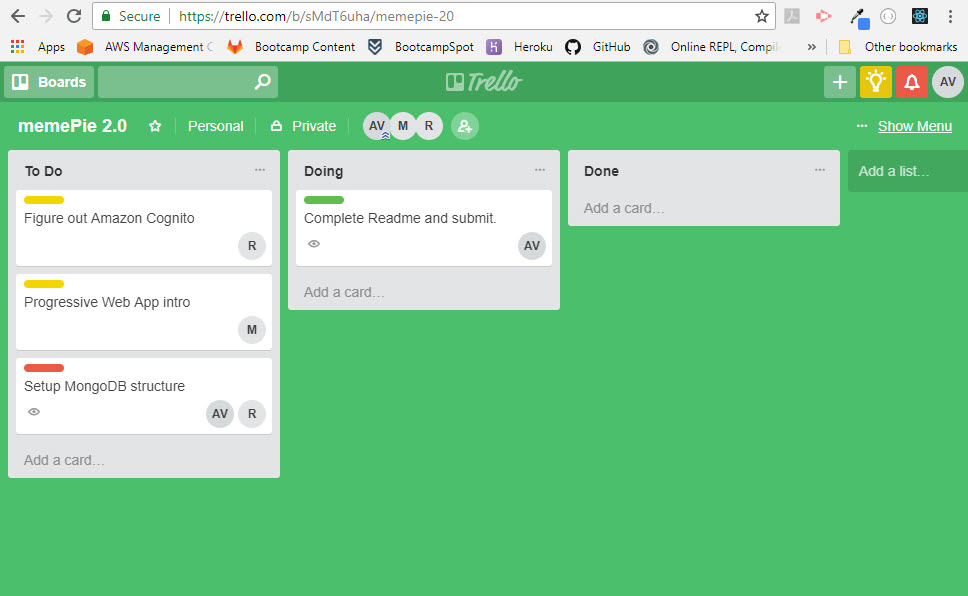 Secure https://trello.com/b/sMdT6uha/memepie-20
Apps AWS Management C Bootcamp Content BootcampSpot Heroku GitHub Online REPL, Compile » Other bookmarks
Boards Trello AV
memePie 2.0 Personal Private AV M R ... Show Menu
To Do ...
Figure out Amazon Cognito
R
Progressive Web App intro
M
Setup MongoDB structure
AV R
Add a card...
Doing ...
Complete Readme and submit.
AV
Add a card...
Done ...
Add a card...
Add a list...